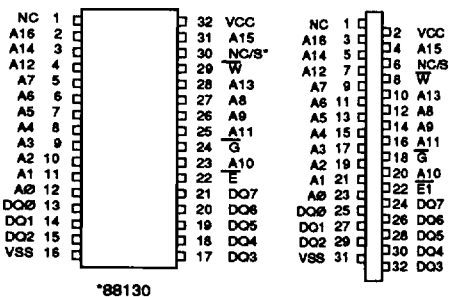 NC 1 32 VCC
A16 2 31 A15
A14 3 30 NC/S*
A12 4 29 W
A7 5 28 A13
A6 6 27 A8
A5 7 26 A9
A4 8 25 A11
A3 9 24 G
A2 10 23 A10
A1 11 22 E
AØ 12 21 DQ7
DQØ 13 20 DQ6
DQ1 14 19 DQ5
DQ2 15 18 DQ4
VSS 16 17 DQ3
*88130
NC 1
2 VCC
A16 3
4 A15
A14 5
6 NC/S
A12 7
8 W
A7 9
10 A13
A6 11
12 A8
A5 13
14 A9
A4 15
16 A11
A3 17
18 G
A2 19
20 A10
A1 21
22 E1
AØ 23
24 DQ7
DQØ 25
26 DQ6
DQ1 27
28 DQ5
DQ2 29
30 DQ4
VSS 31
32 DQ3